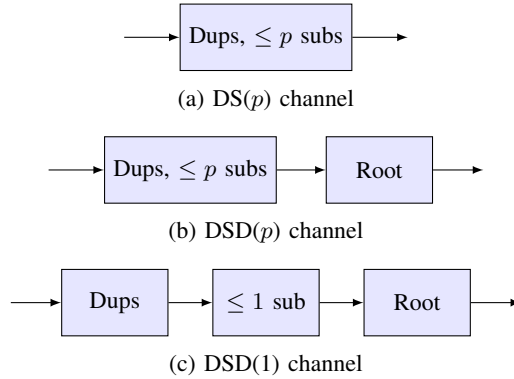 Dups, ≤ p subs
(a) DS(p) channel
Dups, ≤ p subs Root
(b) DSD(p) channel
Dups ≤ 1 sub Root
(c) DSD(1) channel